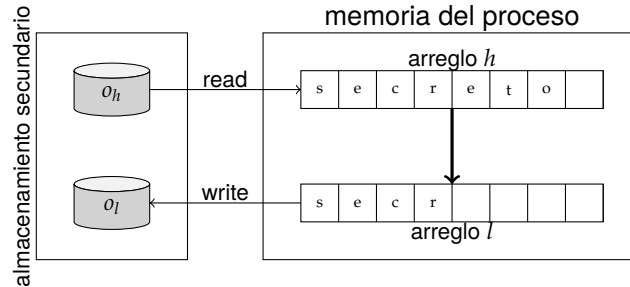 memoria del proceso
almacenamiento secundario
arreglo h
o_h
read
s e c r e t o
o_l
write
s e c r
arreglo l